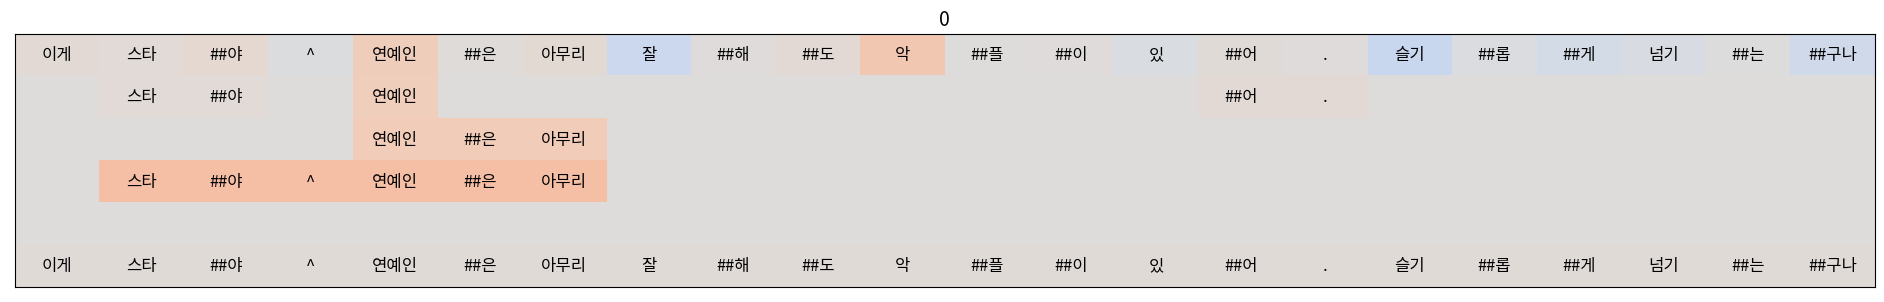 0
이게 스타 ##야 ^ 연예인 ##은 아무리 잘 ##해 ##도 악 ##플 ##이 있 ##어 . 슬기 ##롭 ##게 넘기 ##는 ##구나
스타 ##야 연예인 ##어 .
연예인 ##은 아무리
스타 ##야 ^ 연예인 ##은 아무리
이게 스타 ##야 ^ 연예인 ##은 아무리 잘 ##해 ##도 악 ##플 ##이 있 ##어 . 슬기 ##롭 ##게 넘기 ##는 ##구나